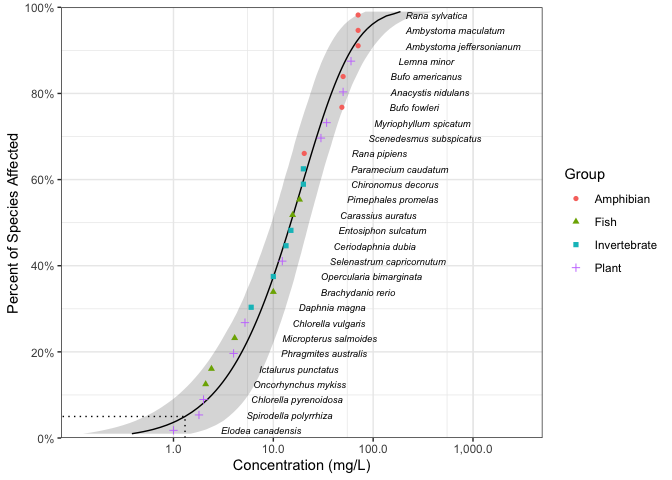 100%
80%
60%
40%
20%
0%
Percent of Species Affected
Rana sylvatica
Ambystoma maculatum
Ambystoma jeffersonianum
Lemna minor
Bufo americanus
Anacystis nidulans
Bufo fowleri
Myriophyllum spicatum
Scenedesmus subspicatus
Rana pipiens
Paramecium caudatum
Chironomus decorus
Pimephales promelas
Carassius auratus
Entosiphon sulcatum
Ceriodaphnia dubia
Selenastrum capricornutum
Opercularia bimarginata
Brachydanio rerio
Daphnia magna
Chlorella vulgaris
Micropterus salmoides
Phragmites australis
Ictalurus punctatus
Oncorhynchus mykiss
Chlorella pyrenoidosa
Spirodella polyrrhiza
Elodea canadensis
1.0
10.0
100.0
1,000.0
Concentration (mg/L)
Group
Amphibian
Fish
Invertebrate
Plant